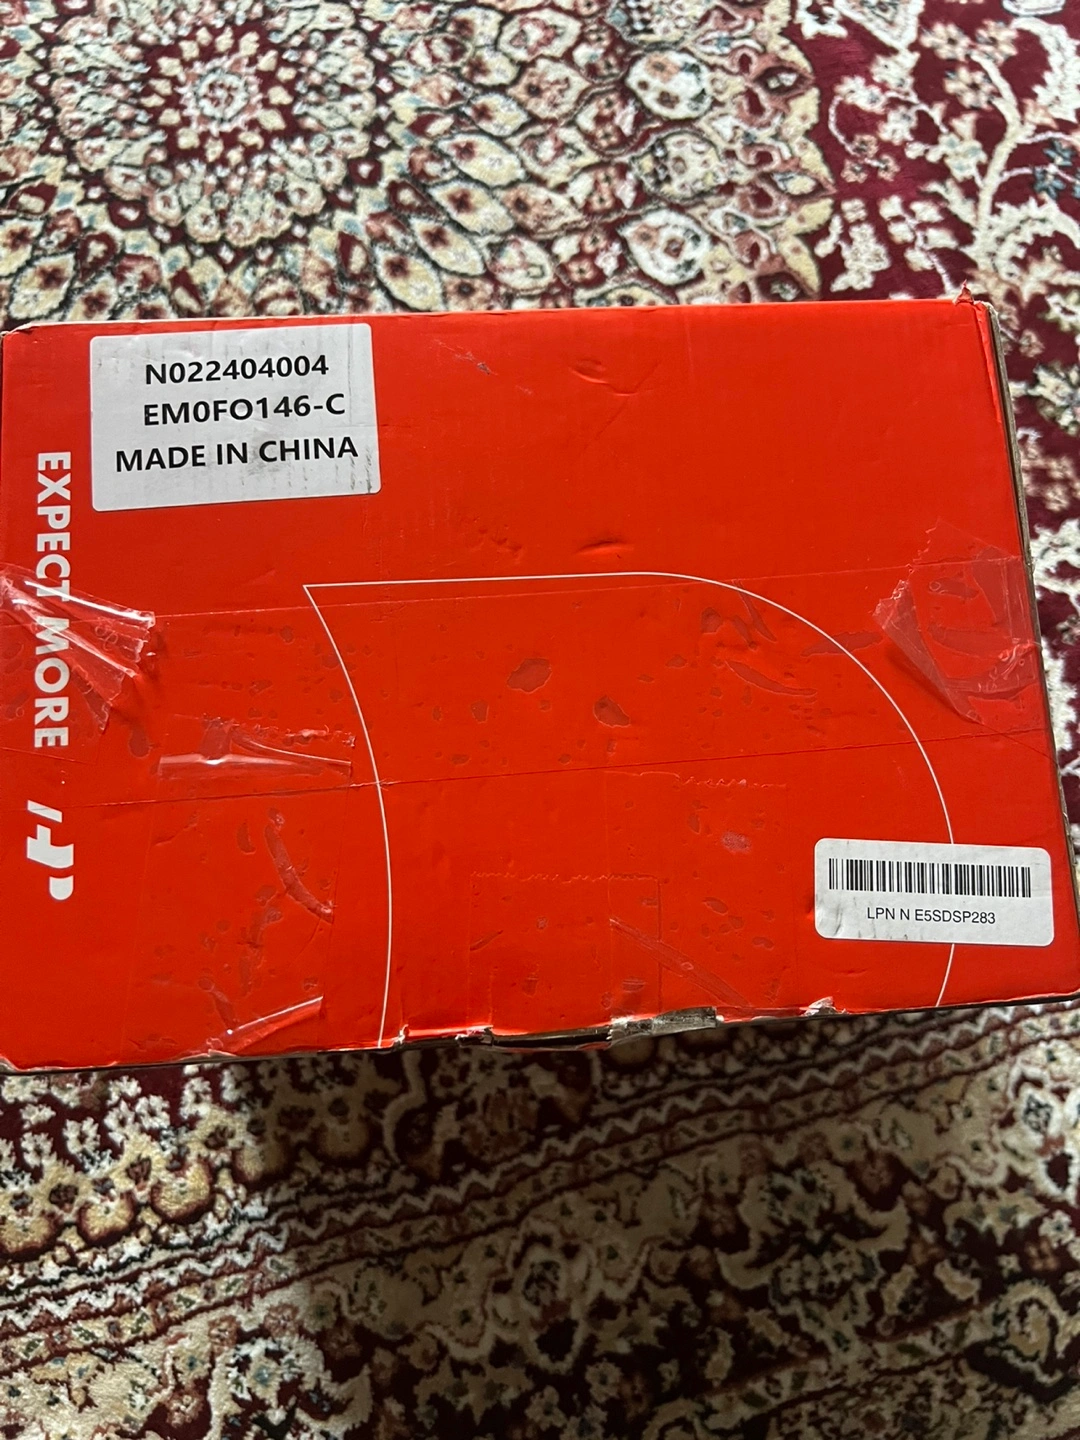 N022404004
EM0FO146-C
MADE IN CHINA
EXPECT MORE
LPN N E5SDSP283